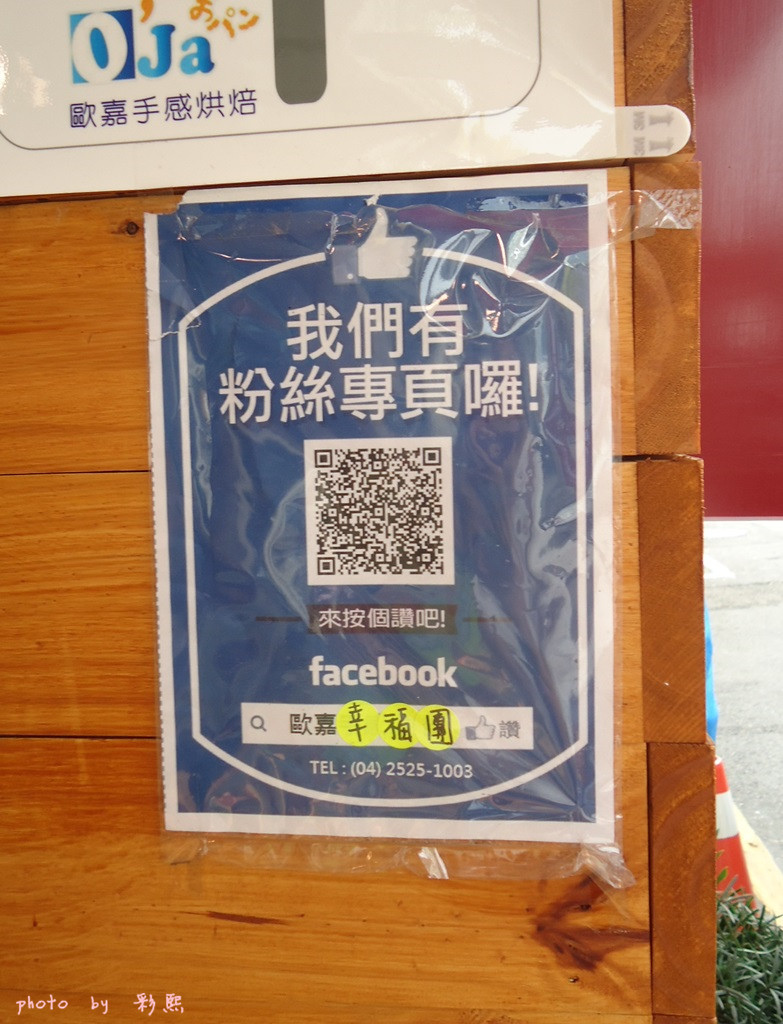 おパン
OJa
歐嘉手感烘焙
我們有
粉絲專頁囉!
來按個讚吧!
facebook
歐嘉幸福團 讚
TEL : (04) 2525-1003
photo by 彩熙